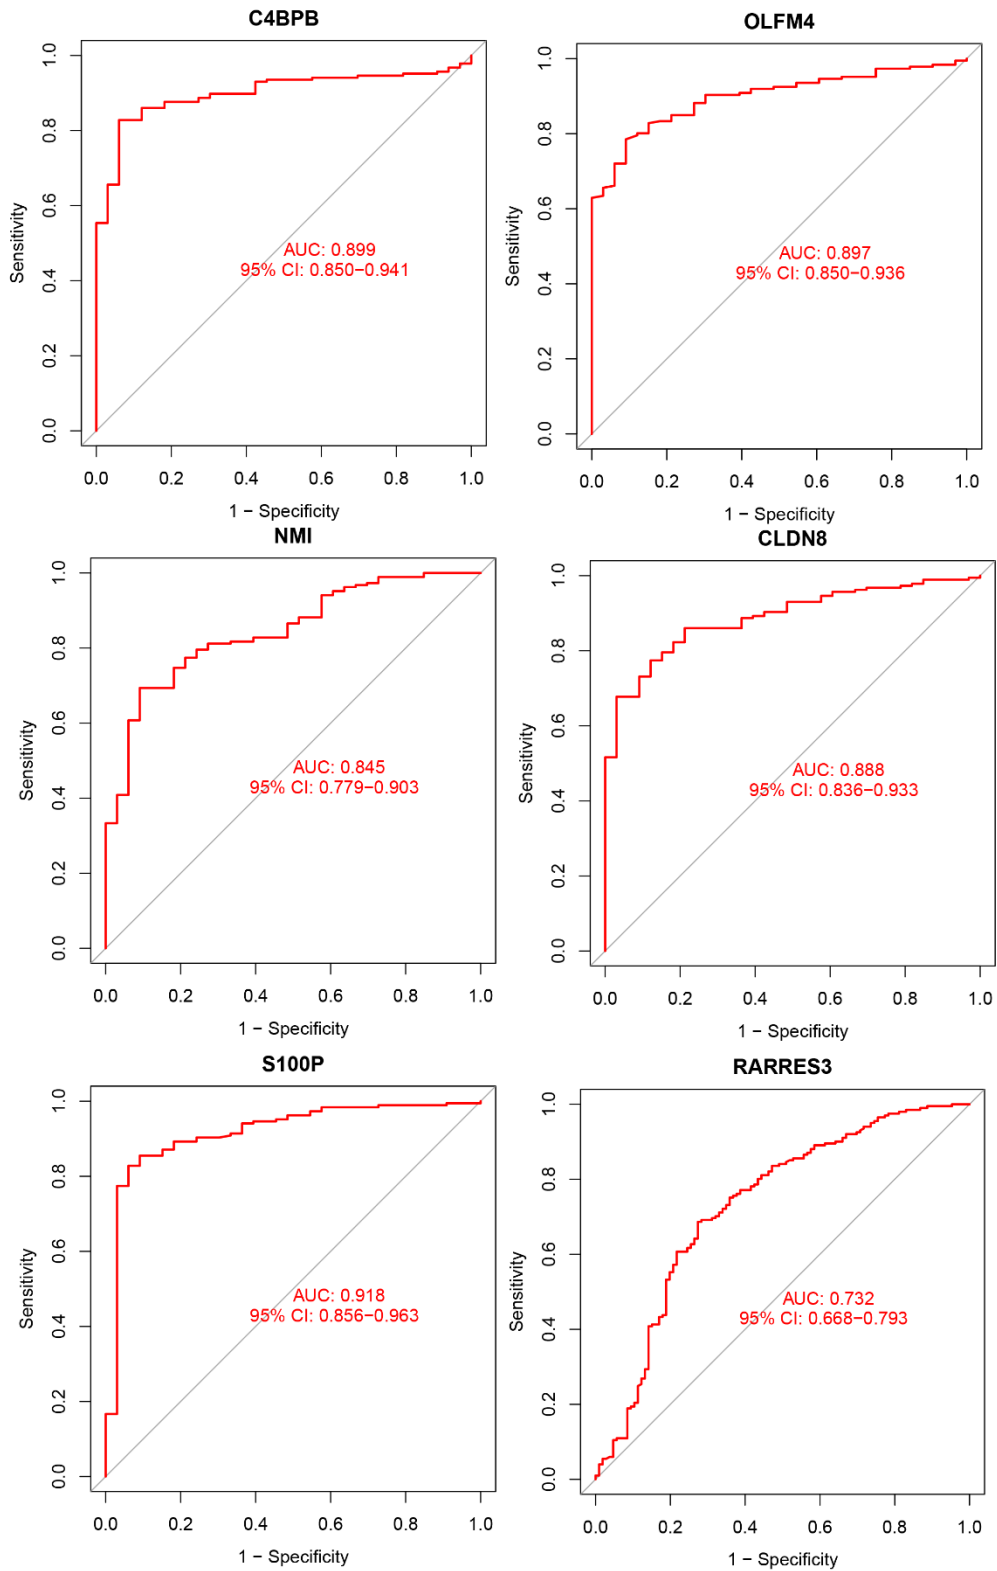 C4BPB
1.0
0.8
0.6
0.4
0.2
0.0
Sensitivity
AUC: 0.899
95% CI: 0.850−0.941
0.0 0.2 0.4 0.6 0.8 1.0
1 − Specificity
OLFM4
1.0
0.8
0.6
0.4
0.2
0.0
Sensitivity
AUC: 0.897
95% CI: 0.850−0.936
0.0 0.2 0.4 0.6 0.8 1.0
1 − Specificity
NMI
1.0
0.8
0.6
0.4
0.2
0.0
Sensitivity
AUC: 0.845
95% CI: 0.779−0.903
0.0 0.2 0.4 0.6 0.8 1.0
1 − Specificity
CLDN8
1.0
0.8
0.6
0.4
0.2
0.0
Sensitivity
AUC: 0.888
95% CI: 0.836−0.933
0.0 0.2 0.4 0.6 0.8 1.0
1 − Specificity
S100P
1.0
0.8
0.6
0.4
0.2
0.0
Sensitivity
AUC: 0.918
95% CI: 0.856−0.963
0.0 0.2 0.4 0.6 0.8 1.0
1 − Specificity
RARRES3
1.0
0.8
0.6
0.4
0.2
0.0
Sensitivity
AUC: 0.732
95% CI: 0.668−0.793
0.0 0.2 0.4 0.6 0.8 1.0
1 − Specificity